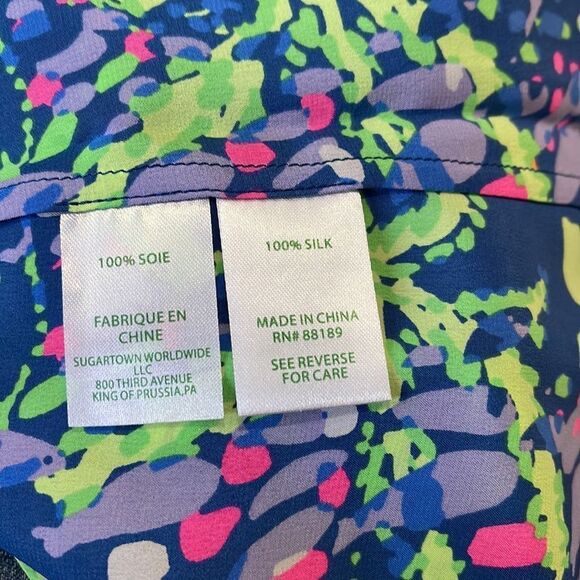 100% SOIE
FABRIQUE EN
CHINE
SUGARTOWN WORLDWIDE
LLC
800 THIRD AVENUE
KING OF PRUSSIA,PA
100% SILK
MADE IN CHINA
RN# 88189
SEE REVERSE
FOR CARE